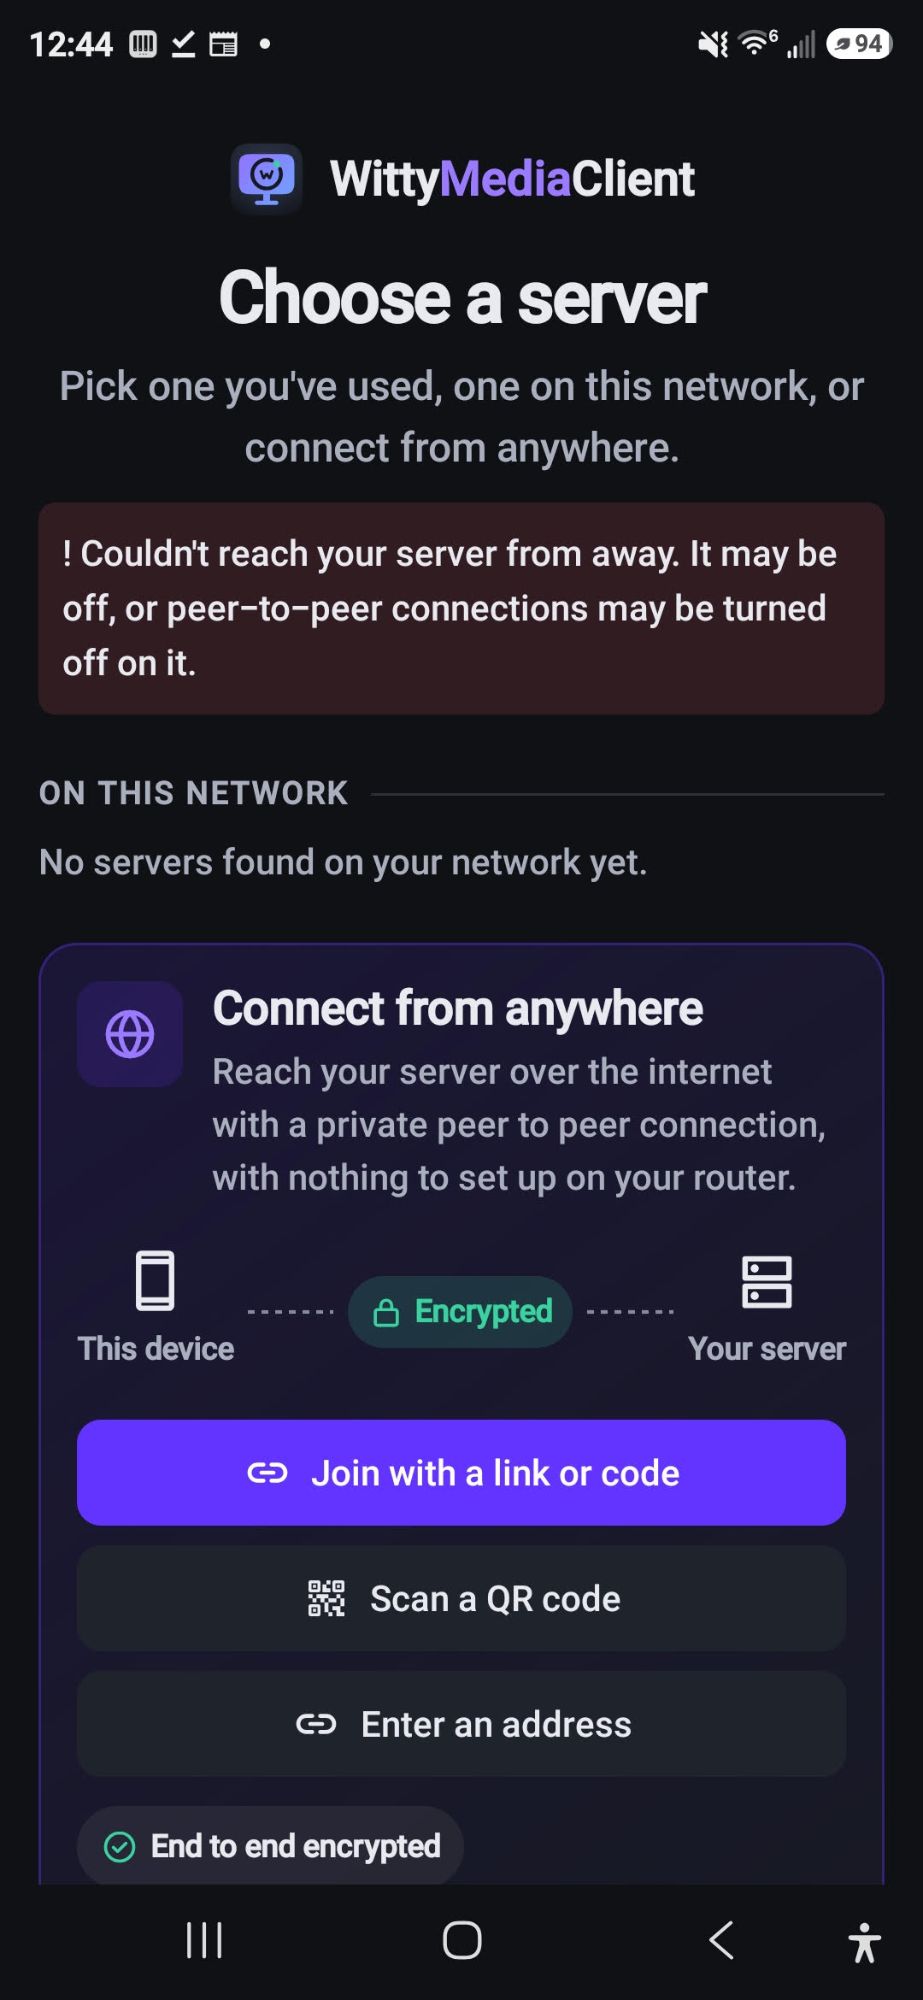 12:44
6
94
WittyMediaClient
Choose a server
Pick one you've used, one on this network, or
connect from anywhere.
! Couldn't reach your server from away. It may be
off, or peer-to-peer connections may be turned
off on it.
ON THIS NETWORK
No servers found on your network yet.
Connect from anywhere
Reach your server over the internet
with a private peer to peer connection,
with nothing to set up on your router.
Encrypted
This device
Your server
Join with a link or code
Scan a QR code
Enter an address
End to end encrypted